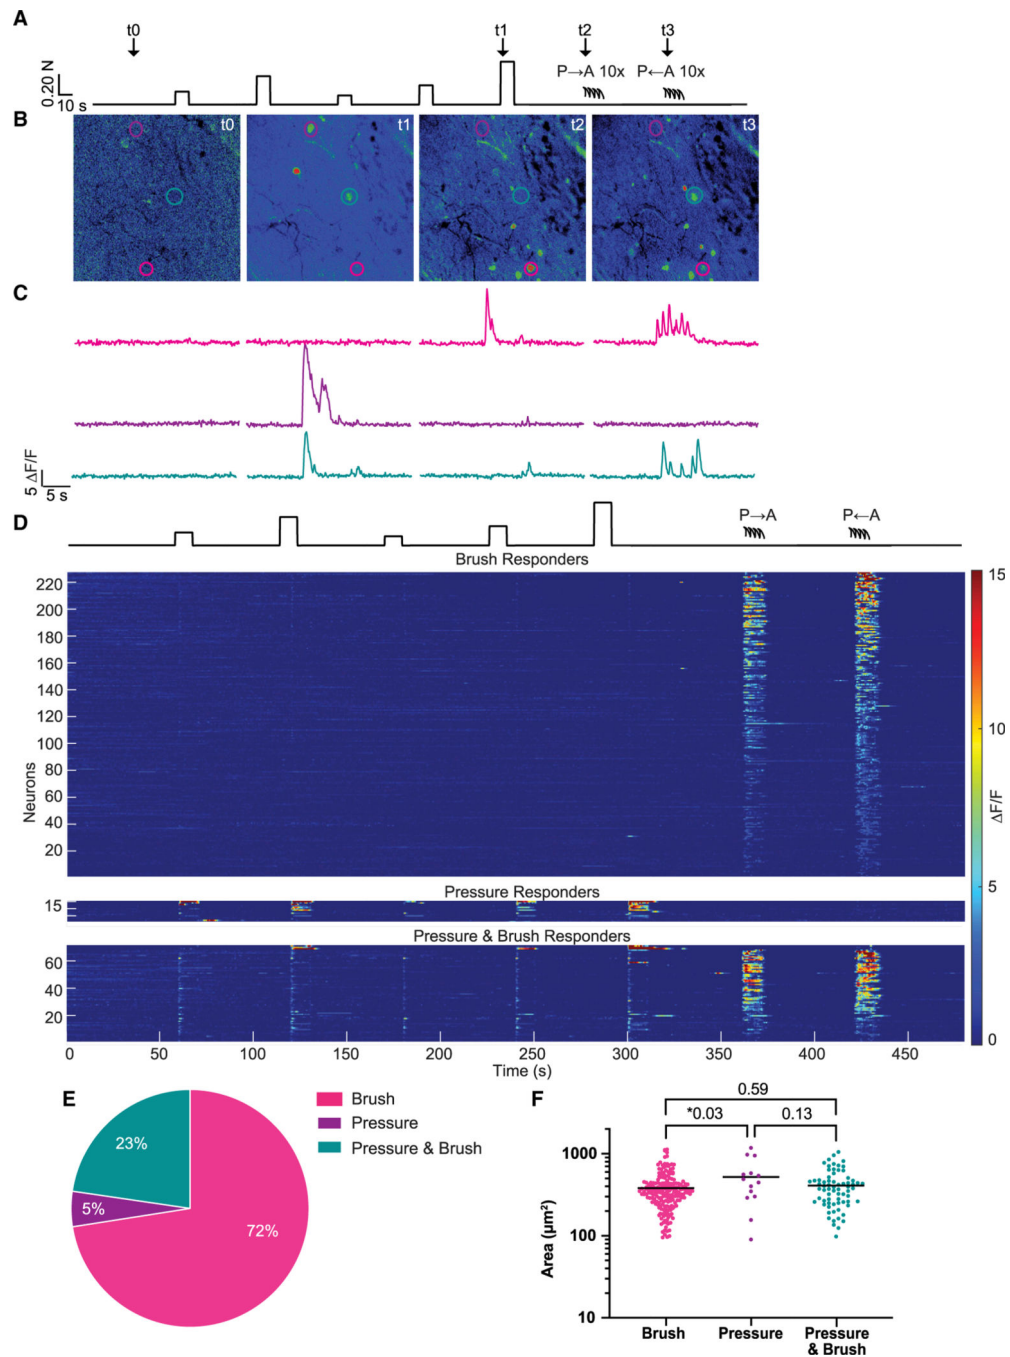 A
t0 t1 t2 t3
P→A 10x P←A 10x
0.20 N
10 s
B
t0 t1 t2 t3
C
5 ΔF/F
5 s
D
P→A P←A
Brush Responders
220
200
180
160
140
120
100
80
60
40
20
Neurons
Pressure Responders
15
Pressure & Brush Responders
60
40
20
0 50 100 150 200 250 300 350 400 450
Time (s)
15
10
5
0
ΔF/F
E
23%
5%
72%
Brush
Pressure
Pressure & Brush
F
0.59
*0.03 0.13
1000
100
10
Area (µm²)
Brush Pressure Pressure
& Brush